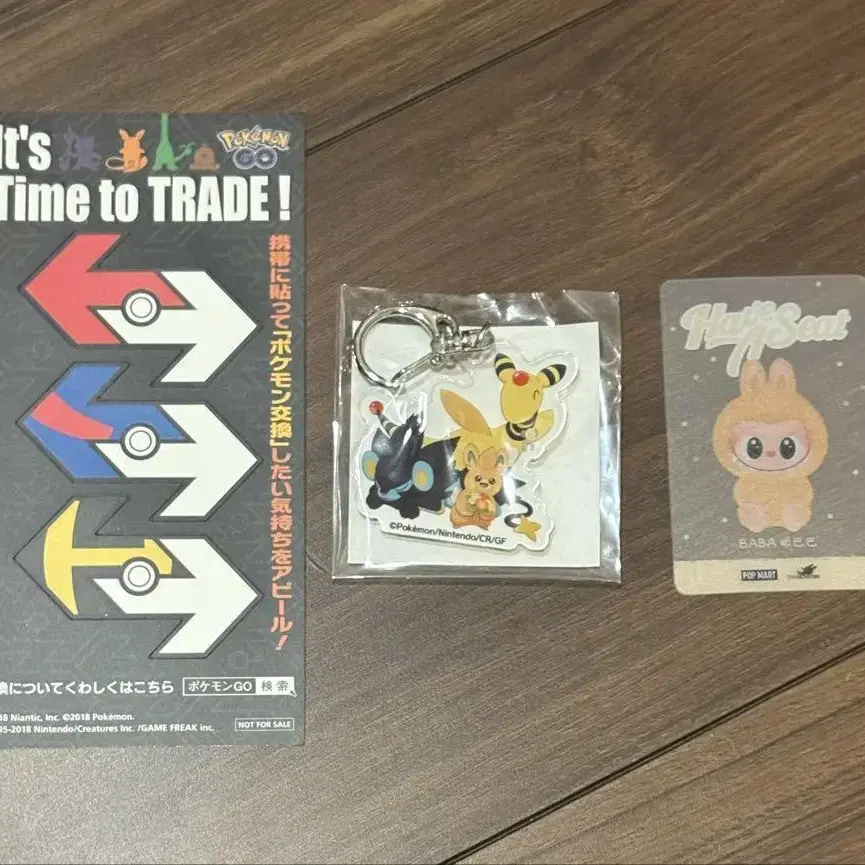 It's
Pokémon
GO
Time to TRADE!
携帯に貼って「ポケモン交換」したい気持ちをアピール!
換についてくわしくはこちら ポケモンGO 検索
18 Niantic, Inc. ©2018 Pokémon.
95-2018 Nintendo/Creatures Inc. /GAME FREAK inc.
NOT FOR SALE
©Pokémon/Nintendo/CR/GF
Have A Seat
BABA
POP MART